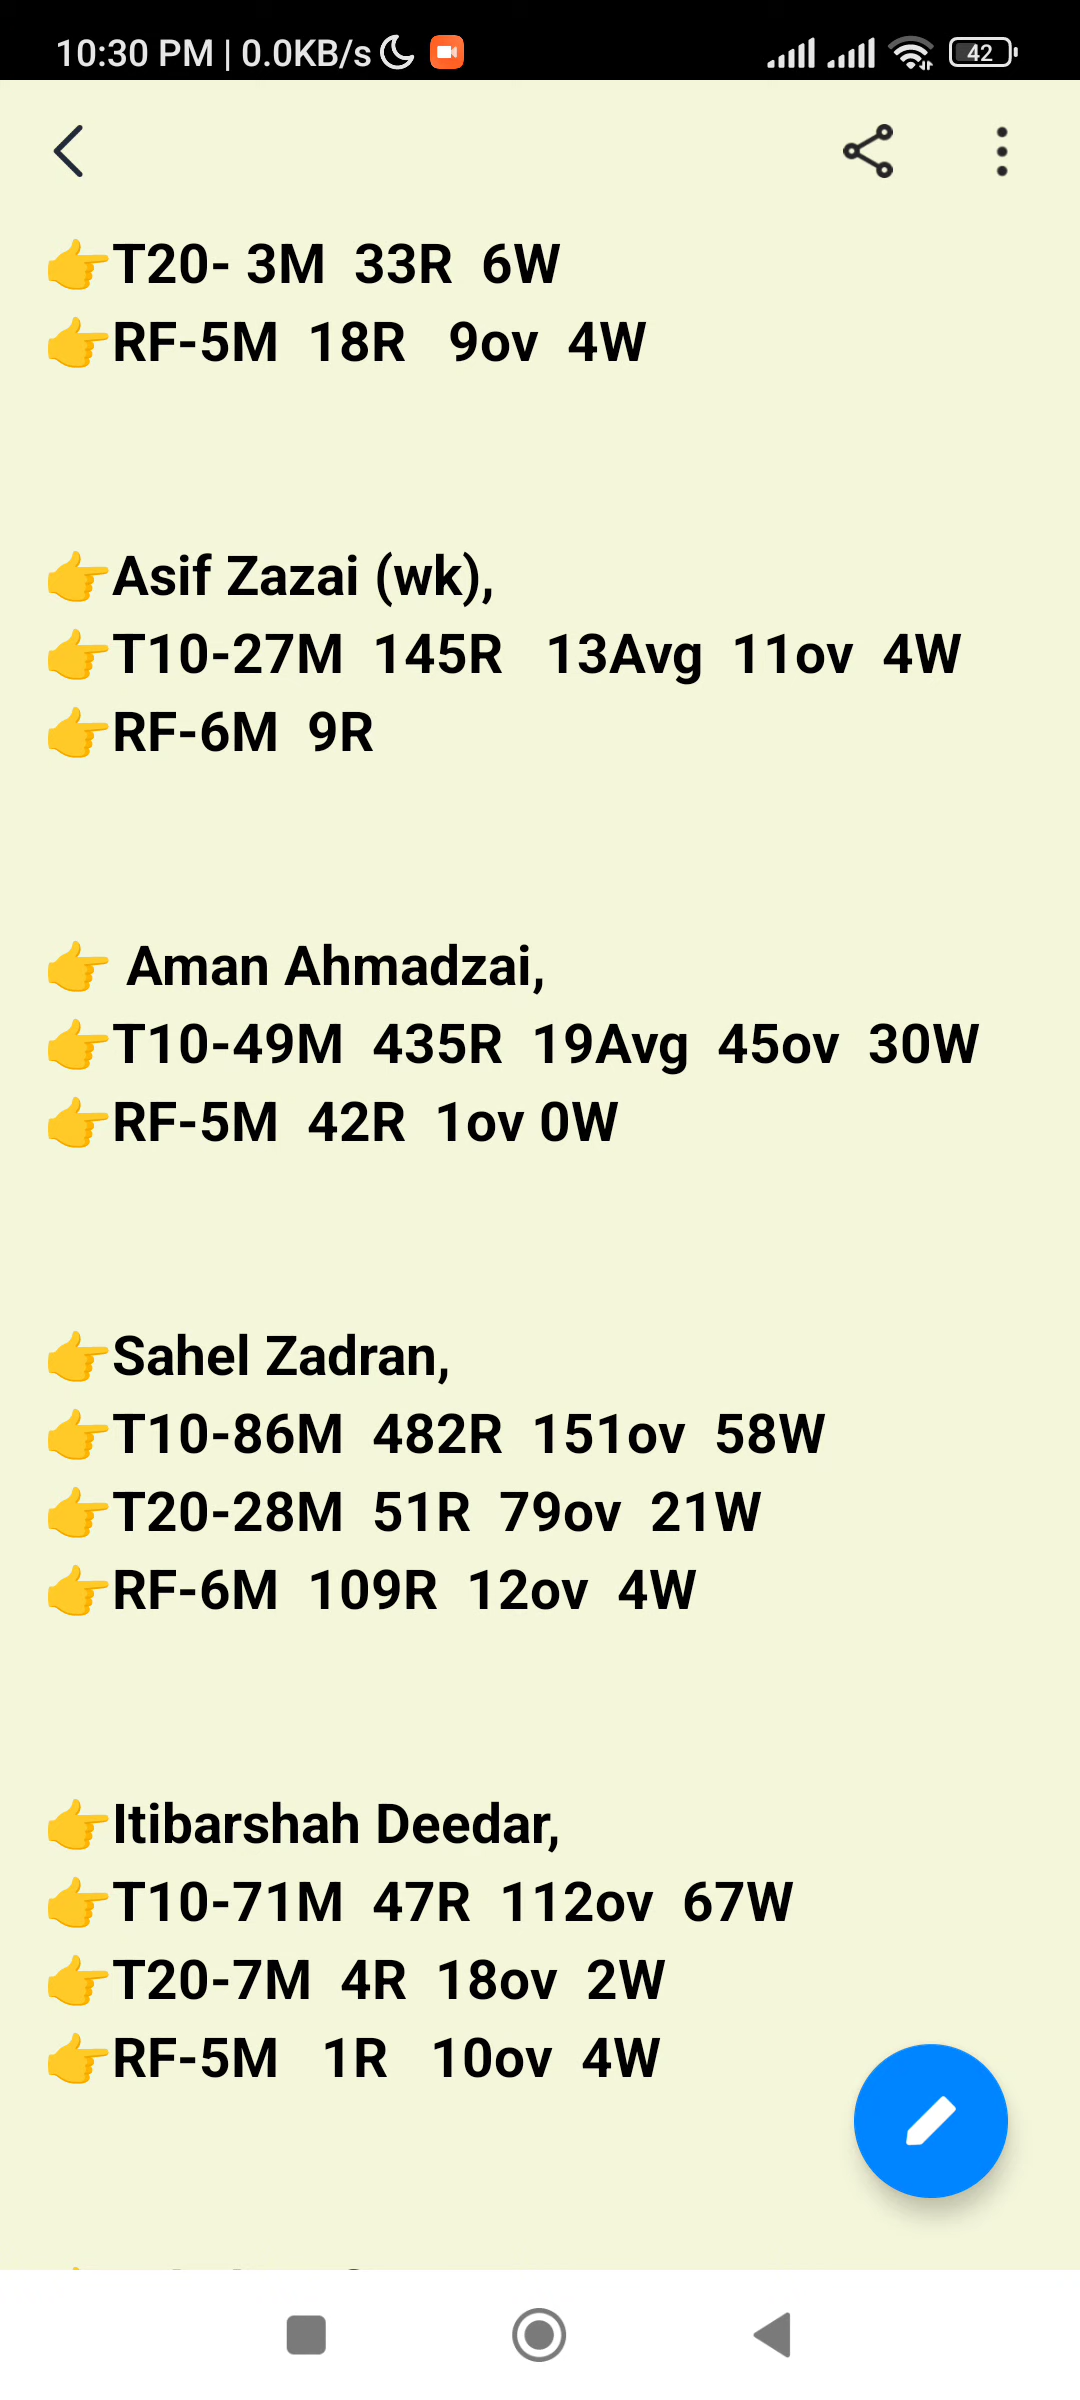 10:30 PM | 0.0KB/s 42
👉T20- 3M 33R 6W
👉RF-5M 18R 9ov 4W
👉Asif Zazai (wk),
👉T10-27M 145R 13Avg 11ov 4W
👉RF-6M 9R
👉 Aman Ahmadzai,
👉T10-49M 435R 19Avg 45ov 30W
👉RF-5M 42R 1ov 0W
👉Sahel Zadran,
👉T10-86M 482R 151ov 58W
👉T20-28M 51R 79ov 21W
👉RF-6M 109R 12ov 4W
👉Itibarshah Deedar,
👉T10-71M 47R 112ov 67W
👉T20-7M 4R 18ov 2W
👉RF-5M 1R 10ov 4W